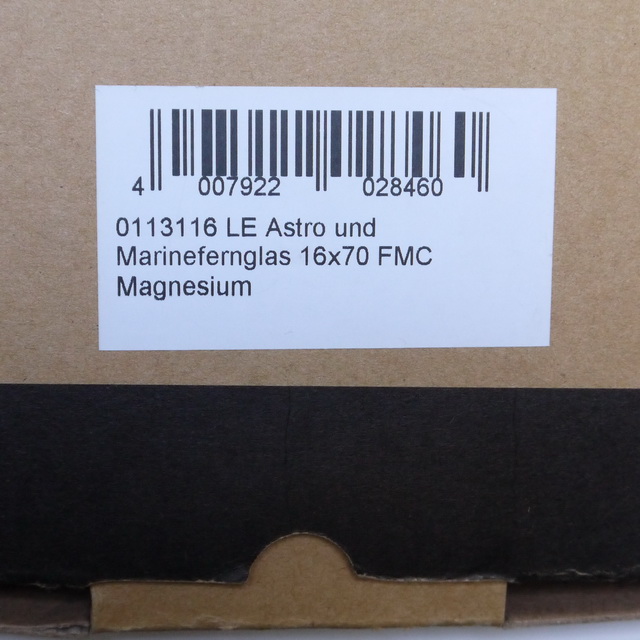 4 007922 028460
0113116 LE Astro und
Marinefernglas 16x70 FMC
Magnesium